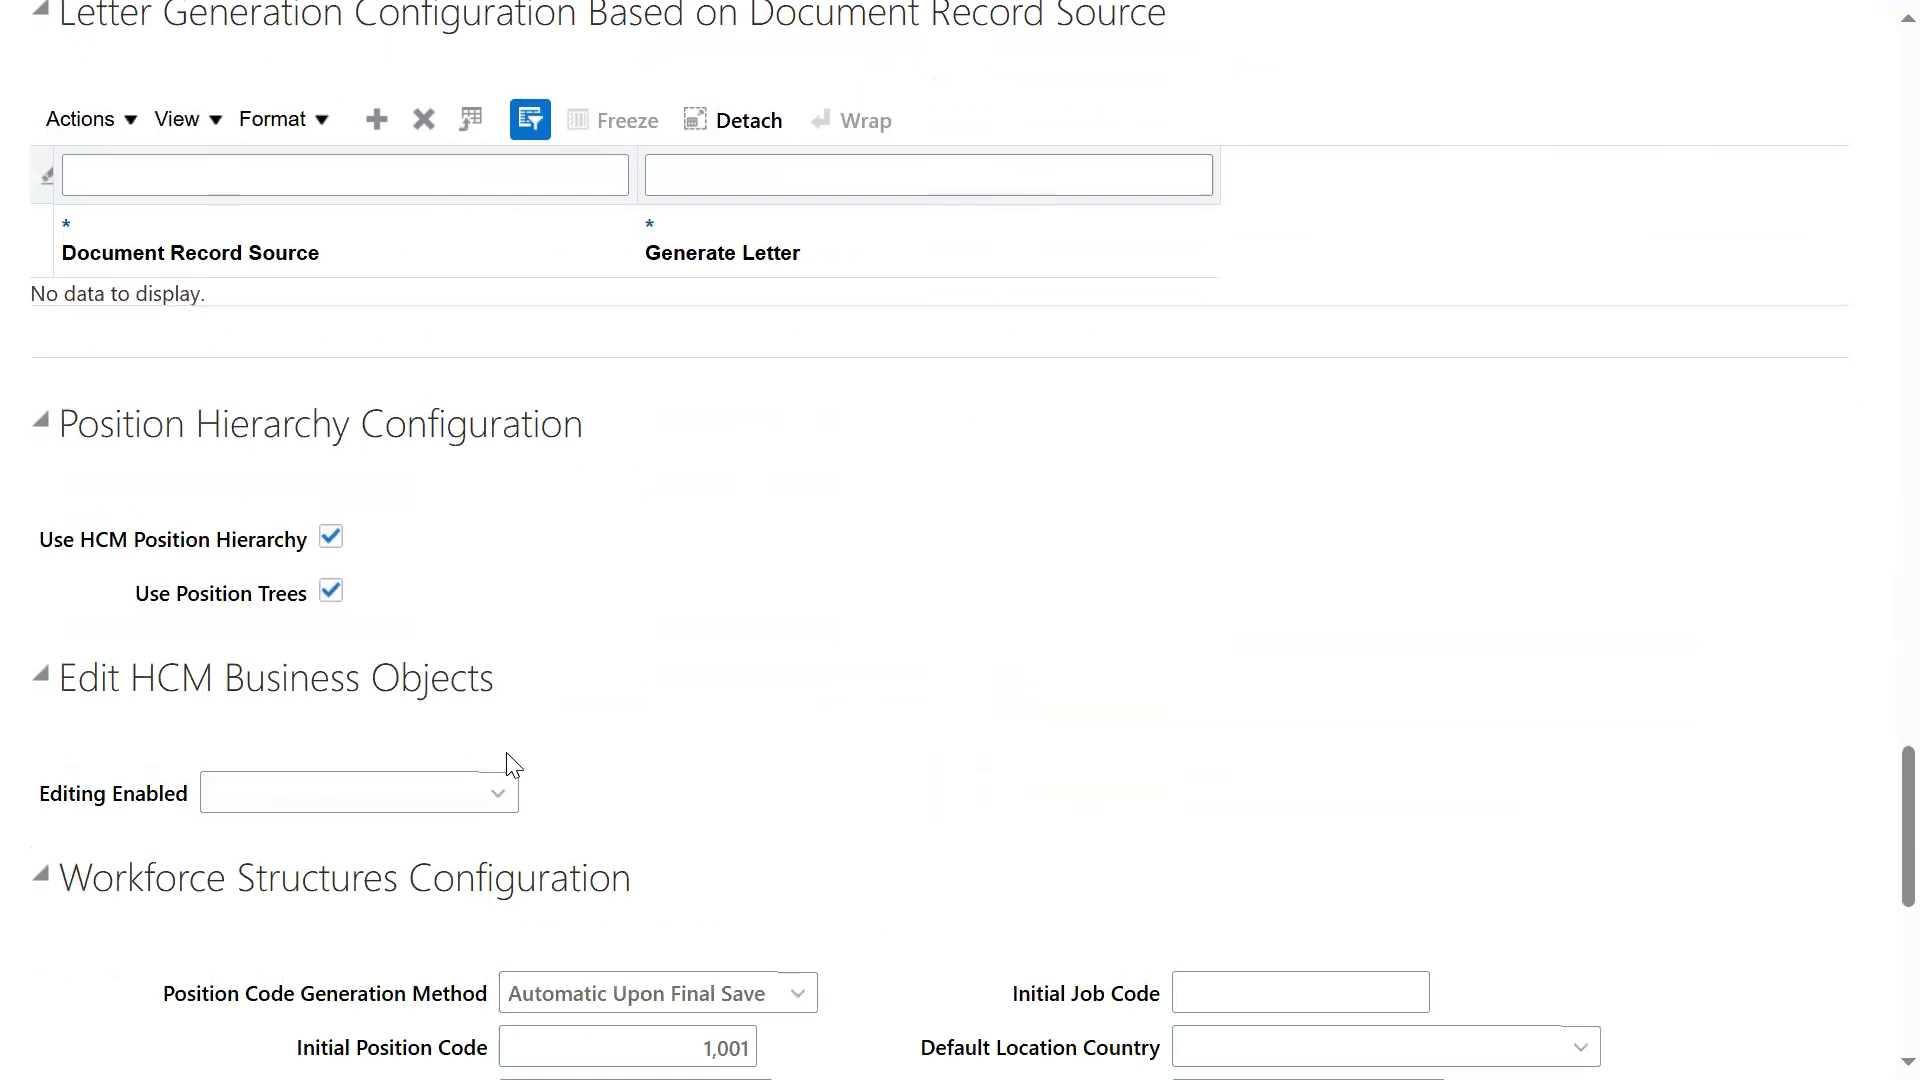 Letter Generation Configuration Based on Document Record Source
Actions View Format Freeze Detach Wrap
*
*
Document Record Source Generate Letter
No data to display.
Position Hierarchy Configuration
Use HCM Position Hierarchy
Use Position Trees
Edit HCM Business Objects
Editing Enabled
Workforce Structures Configuration
Position Code Generation Method Automatic Upon Final Save Initial Job Code
Initial Position Code 1,001 Default Location Country